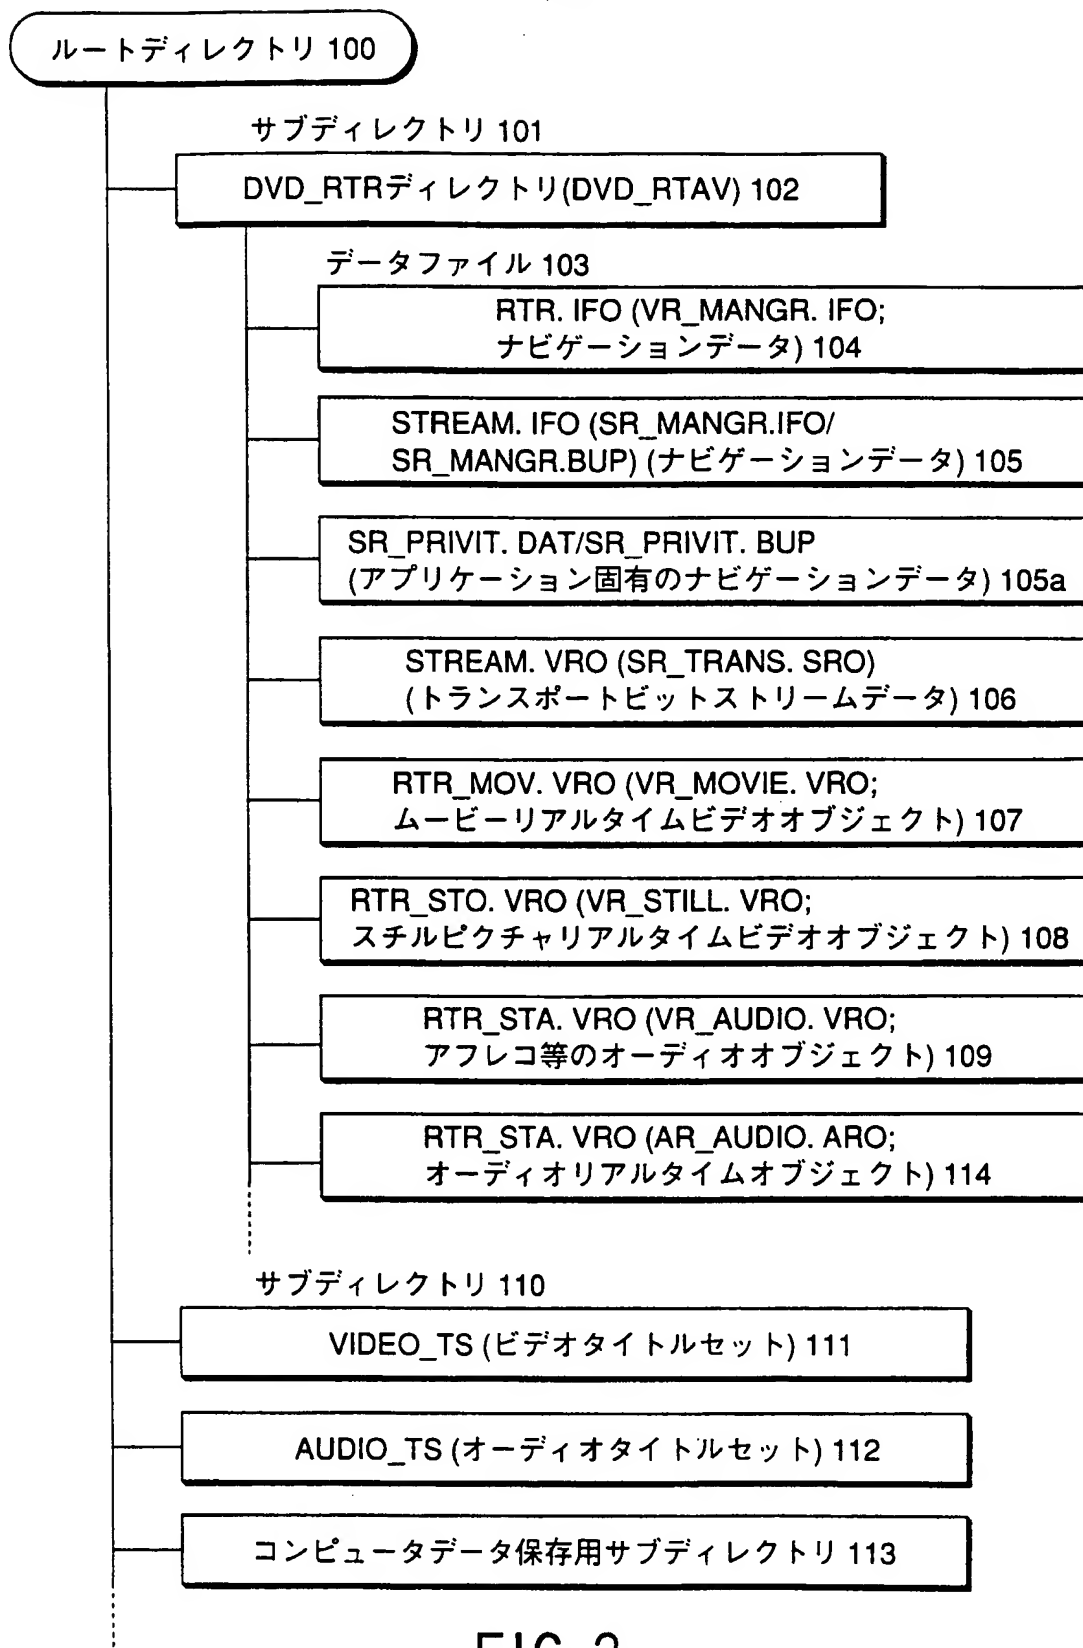 ルートディレクトリ 100
サブディレクトリ 101
DVD_RTRディレクトリ(DVD_RTAV) 102
データファイル 103
RTR. IFO (VR_MANGR. IFO;
ナビゲーションデータ) 104
STREAM. IFO (SR_MANGR.IFO/
SR_MANGR.BUP) (ナビゲーションデータ) 105
SR_PRIVIT. DAT/SR_PRIVIT. BUP
(アプリケーション固有のナビゲーションデータ) 105a
STREAM. VRO (SR_TRANS. SRO)
(トランスポートビットストリームデータ) 106
RTR_MOV. VRO (VR_MOVIE. VRO;
ムービーリアルタイムビデオオブジェクト) 107
RTR_STO. VRO (VR_STILL. VRO;
スチルピクチャリアルタイムビデオオブジェクト) 108
RTR_STA. VRO (VR_AUDIO. VRO;
アフレコ等のオーディオオブジェクト) 109
RTR_STA. VRO (AR_AUDIO. ARO;
オーディオリアルタイムオブジェクト) 114
サブディレクトリ 110
VIDEO_TS (ビデオタイトルセット) 111
AUDIO_TS (オーディオタイトルセット) 112
コンピュータデータ保存用サブディレクトリ 113